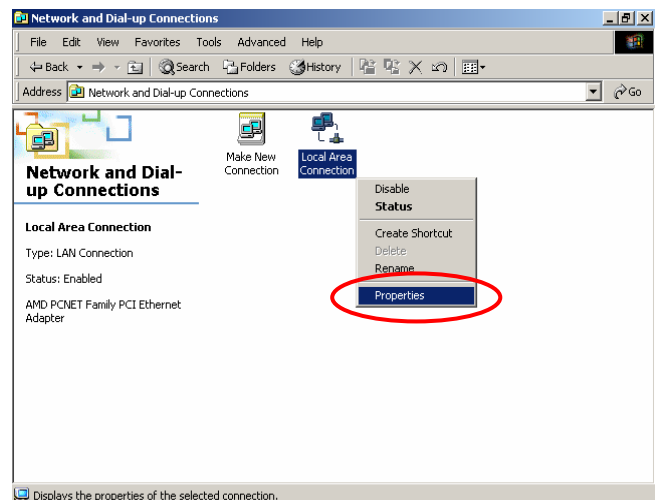 Network and Dial-up Connections
File Edit View Favorites Tools Advanced Help
Back Search Folders History
Address Network and Dial-up Connections Go
Network and Dial-
up Connections
Local Area Connection
Type: LAN Connection
Status: Enabled
AMD PCNET Family PCI Ethernet
Adapter
Make New
Connection
Local Area
Connection
Disable
Status
Create Shortcut
Delete
Rename
Properties
Displays the properties of the selected connection.